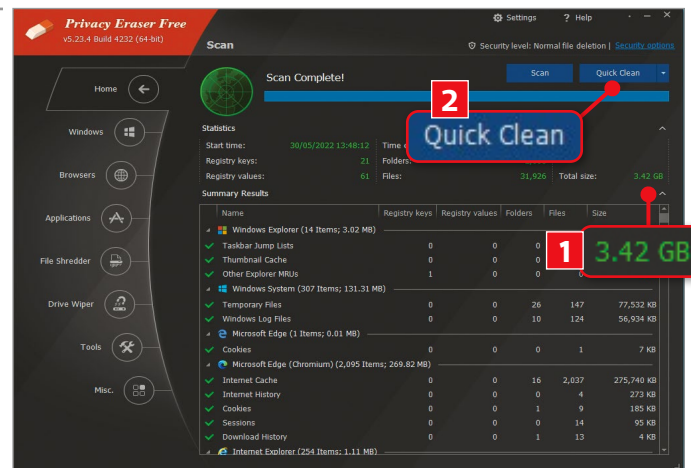 Privacy Eraser Free
v5.23.4 Build 4232 (64-bit)
Settings ? Help
Scan
Security level: Normal file deletion | Security options
Home
Windows
Browsers
Applications
File Shredder
Drive Wiper
Tools
Misc.
Scan Complete!
Scan
Quick Clean
2
Quick Clean
Statistics
Start time: 30/05/2022 13:48:12 Time
Registry keys: 21 Folders:
Registry values: 61 Files: 31,926 Total size: 3.42 GB
Summary Results
Name Registry keys Registry values Folders Files Size
Windows Explorer (14 Items; 3.02 MB)
Taskbar Jump Lists 0 0 0
Thumbnail Cache 0 0 0
Other Explorer MRUs 1 0 0
1
3.42 GB
Windows System (307 Items; 131.31 MB)
Temporary Files 0 0 26 147 77,532 KB
Windows Log Files 0 0 10 124 56,934 KB
Microsoft Edge (1 Items; 0.01 MB)
Cookies 0 0 0 1 7 KB
Microsoft Edge (Chromium) (2,095 Items; 269.82 MB)
Internet Cache 0 0 16 2,037 275,740 KB
Internet History 0 0 0 4 273 KB
Cookies 0 0 1 9 185 KB
Sessions 0 0 0 14 95 KB
Download History 0 0 1 13 4 KB
Internet Explorer (254 Items; 1.11 MB)